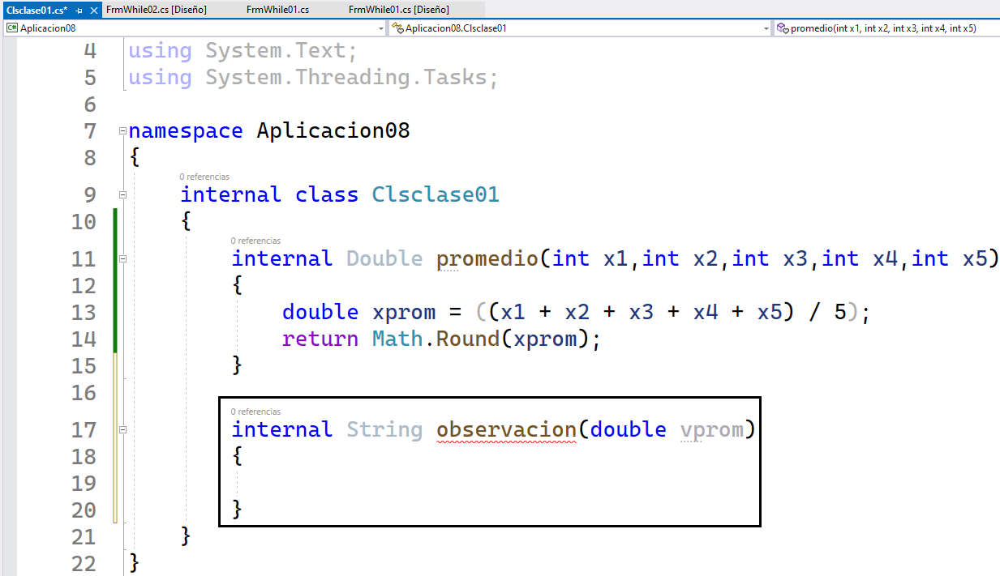 Clsclase01.cs* FrmWhile02.cs [Diseño] FrmWhile01.cs FrmWhile01.cs [Diseño]
C# Aplicacion08 Aplicacion08.Clsclase01 promedio(int x1, int x2, int x3, int x4, int x5)
4 using System.Text;
5 using System.Threading.Tasks;
6
7 namespace Aplicacion08
8 {
0 referencias
9 internal class Clsclase01
10 {
0 referencias
11 internal Double promedio(int x1,int x2,int x3,int x4,int x5)
12 {
13 double xprom = ((x1 + x2 + x3 + x4 + x5) / 5);
14 return Math.Round(xprom);
15 }
16
0 referencias
17 internal String observacion(double vprom)
18 {
19
20 }
21 }
22 }